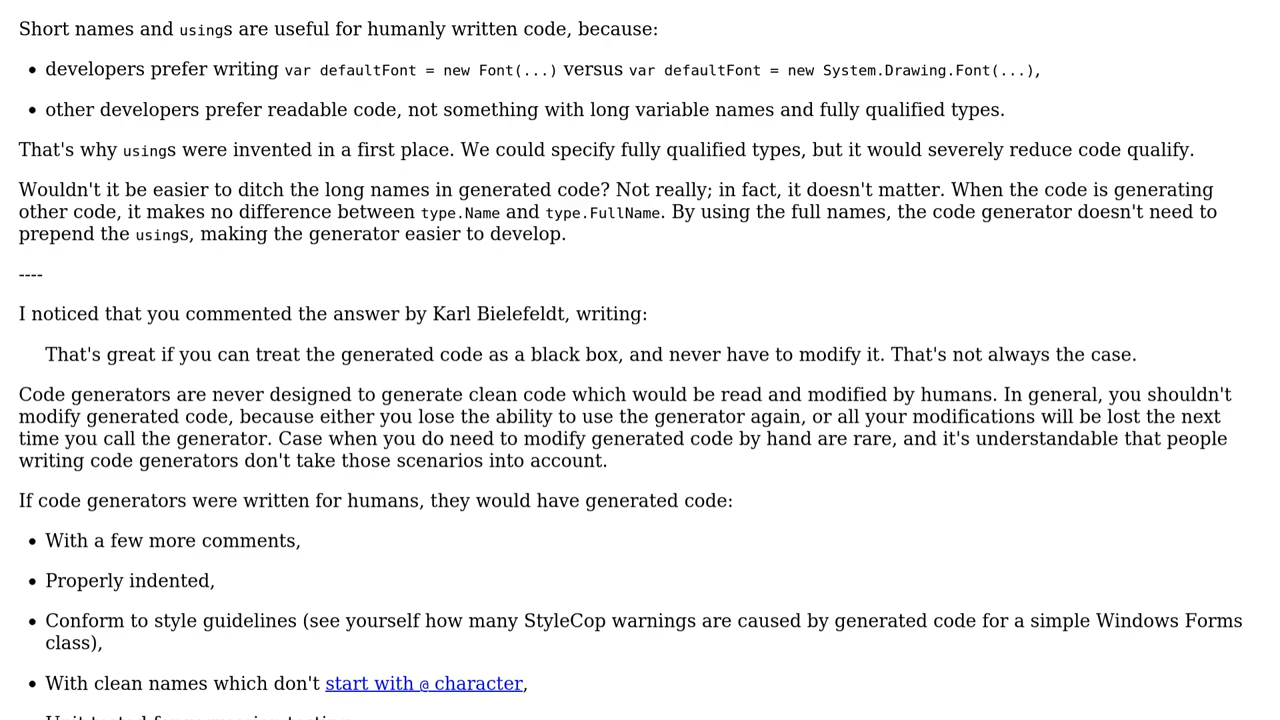 Short names and usings are useful for humanly written code, because:
• developers prefer writing var defaultFont = new Font(...) versus var defaultFont = new System.Drawing.Font(...),
• other developers prefer readable code, not something with long variable names and fully qualified types.
That's why usings were invented in a first place. We could specify fully qualified types, but it would severely reduce code qualify.
Wouldn't it be easier to ditch the long names in generated code? Not really; in fact, it doesn't matter. When the code is generating
other code, it makes no difference between type.Name and type.FullName. By using the full names, the code generator doesn't need to
prepend the usings, making the generator easier to develop.
----
I noticed that you commented the answer by Karl Bielefeldt, writing:
That's great if you can treat the generated code as a black box, and never have to modify it. That's not always the case.
Code generators are never designed to generate clean code which would be read and modified by humans. In general, you shouldn't
modify generated code, because either you lose the ability to use the generator again, or all your modifications will be lost the next
time you call the generator. Case when you do need to modify generated code by hand are rare, and it's understandable that people
writing code generators don't take those scenarios into account.
If code generators were written for humans, they would have generated code:
• With a few more comments,
• Properly indented,
• Conform to style guidelines (see yourself how many StyleCop warnings are caused by generated code for a simple Windows Forms
class),
• With clean names which don't start with @ character,